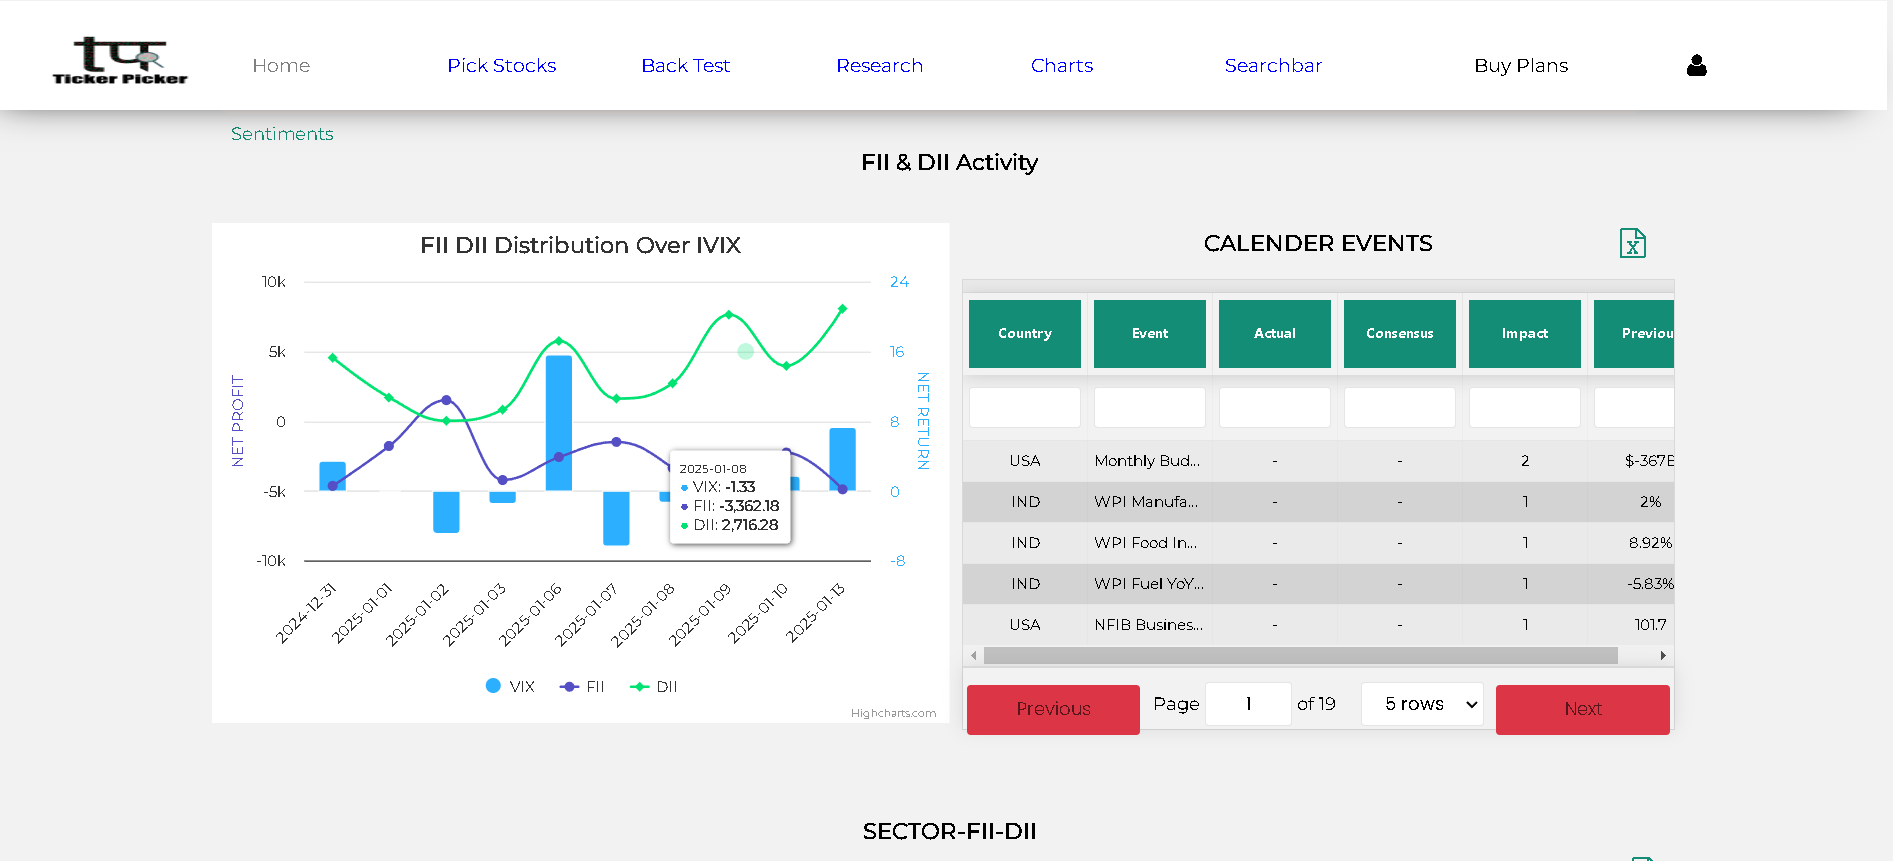 Ticker Picker
Home
Pick Stocks
Back Test
Research
Charts
Searchbar
Buy Plans
Sentiments
FII & DII Activity
FII DII Distribution Over IVIX
10k
5k
0
-5k
-10k
NET PROFIT
24
16
8
0
-8
NET RETURN
2025-01-08
VIX: -1.33
FII: -3,362.18
DII: 2,716.28
2024-12-31
2025-01-01
2025-01-02
2025-01-03
2025-01-06
2025-01-07
2025-01-08
2025-01-09
2025-01-10
2025-01-13
VIX
FII
DII
Highcharts.com
CALENDER EVENTS
Country Event Actual Consensus Impact Previou
USA Monthly Bud... - - 2 $-367B
IND WPI Manufa... - - 1 2%
IND WPI Food In... - - 1 8.92%
IND WPI Fuel YoY... - - 1 -5.83%
USA NFIB Busines... - - 1 101.7
Previous Page 1 of 19 5 rows Next
SECTOR-FII-DII